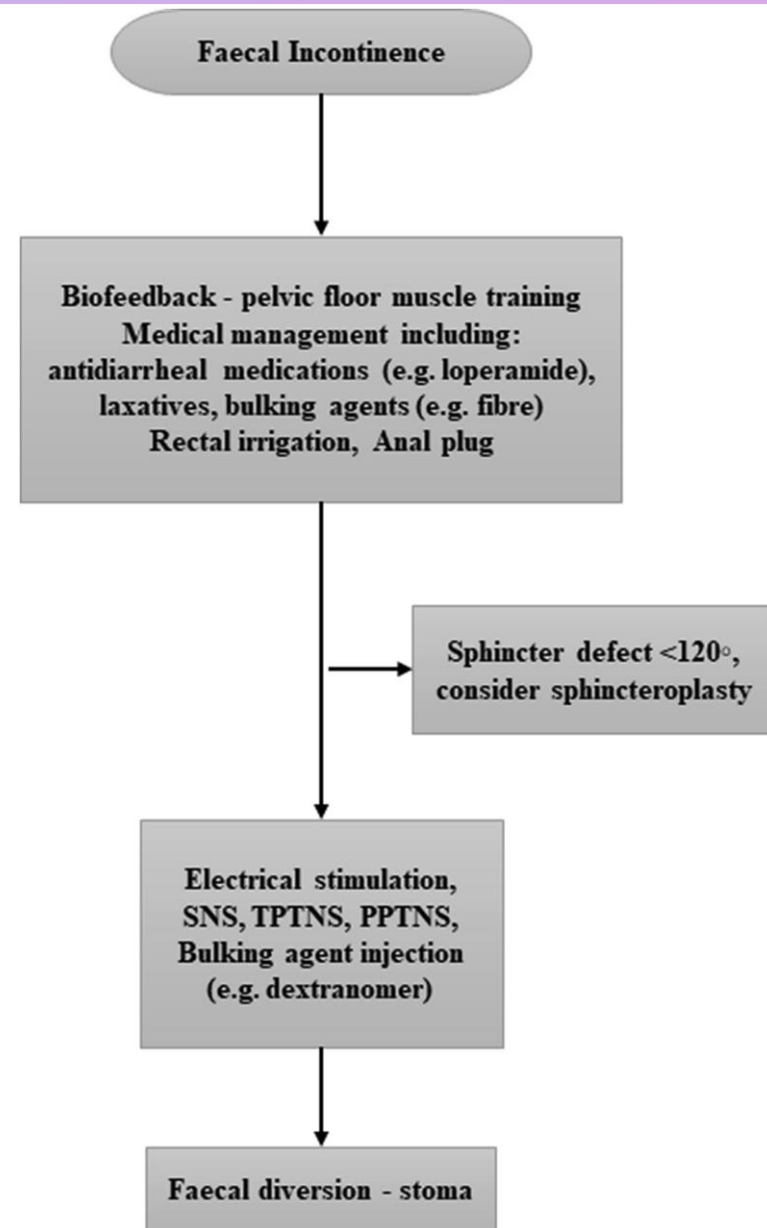 Faecal Incontinence
Biofeedback - pelvic floor muscle training
Medical management including:
antidiarrheal medications (e.g. loperamide),
laxatives, bulking agents (e.g. fibre)
Rectal irrigation, Anal plug
Sphincter defect <120◦,
consider sphincteroplasty
Electrical stimulation,
SNS, TPTNS, PPTNS,
Bulking agent injection
(e.g. dextranomer)
Faecal diversion - stoma